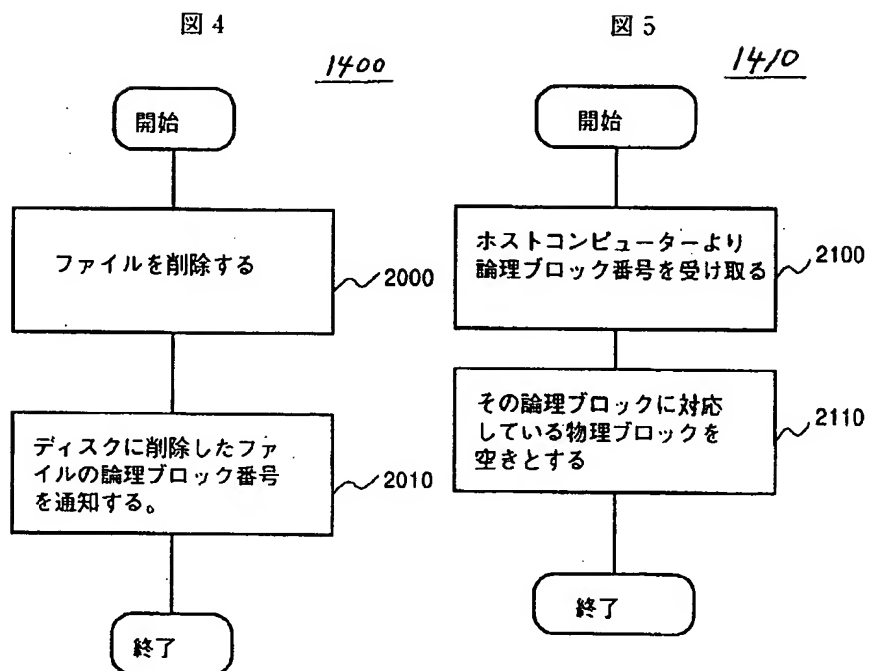 図4
1400
開始
ファイルを削除する
2000
ディスクに削除したファ
イルの論理ブロック番号
を通知する。
2010
終了
図5
1410
開始
ホストコンピューターより
論理ブロック番号を受け取る
2100
その論理ブロックに対応
している物理ブロックを
空きとする
2110
終了